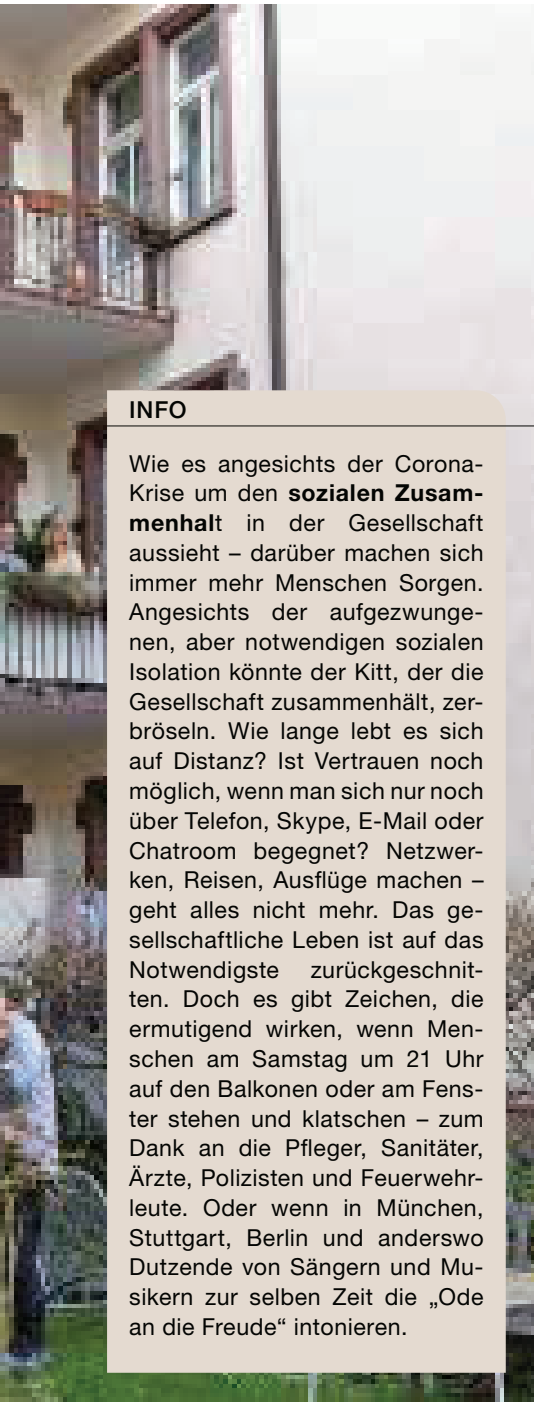 INFO
Wie es angesichts der Corona-
Krise um den sozialen Zusam-
menhalt in der Gesellschaft
aussieht – darüber machen sich
immer mehr Menschen Sorgen.
Angesichts der aufgezwunge-
nen, aber notwendigen sozialen
Isolation könnte der Kitt, der die
Gesellschaft zusammenhält, zer-
bröseln. Wie lange lebt es sich
auf Distanz? Ist Vertrauen noch
möglich, wenn man sich nur noch
über Telefon, Skype, E-Mail oder
Chatroom begegnet? Netzwer-
ken, Reisen, Ausflüge machen –
geht alles nicht mehr. Das ge-
sellschaftliche Leben ist auf das
Notwendigste zurückgeschnit-
ten. Doch es gibt Zeichen, die
ermutigend wirken, wenn Men-
schen am Samstag um 21 Uhr
auf den Balkonen oder am Fens-
ter stehen und klatschen – zum
Dank an die Pfleger, Sanitäter,
Ärzte, Polizisten und Feuerwehr-
leute. Oder wenn in München,
Stuttgart, Berlin und anderswo
Dutzende von Sängern und Mu-
sikern zur selben Zeit die „Ode
an die Freude“ intonieren.